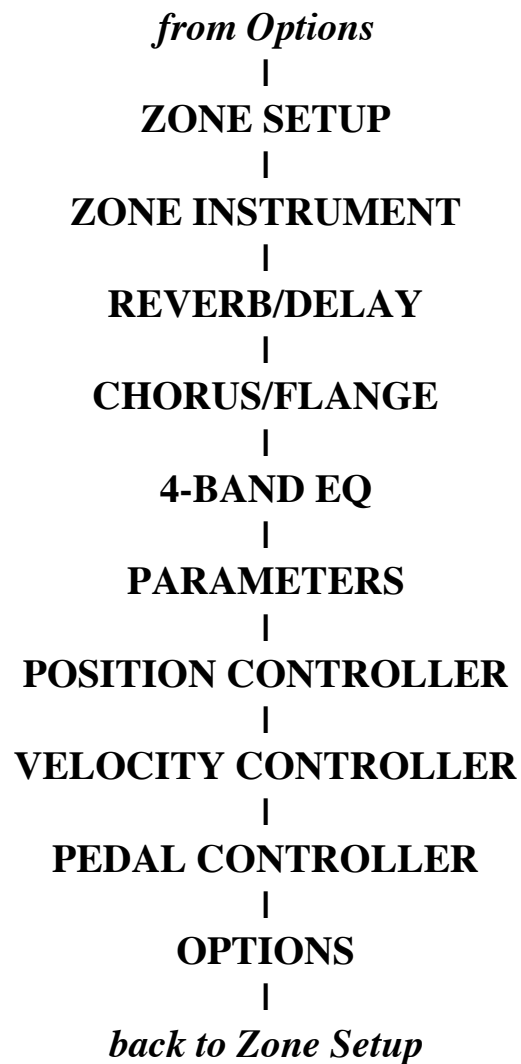 from Options
ZONE SETUP
ZONE INSTRUMENT
REVERB/DELAY
CHORUS/FLANGE
4-BAND EQ
PARAMETERS
POSITION CONTROLLER
VELOCITY CONTROLLER
PEDAL CONTROLLER
OPTIONS
back to Zone Setup